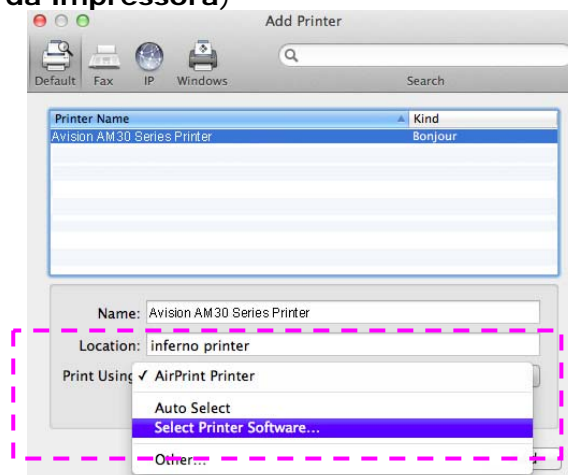 da impressora)
Add Printer
Default Fax IP Windows Search
Printer Name Kind
Avision AM30 Series Printer Bonjour
Name: Avision AM30 Series Printer
Location: inferno printer
Print Using ✓ AirPrint Printer
Auto Select
Select Printer Software...
Other...